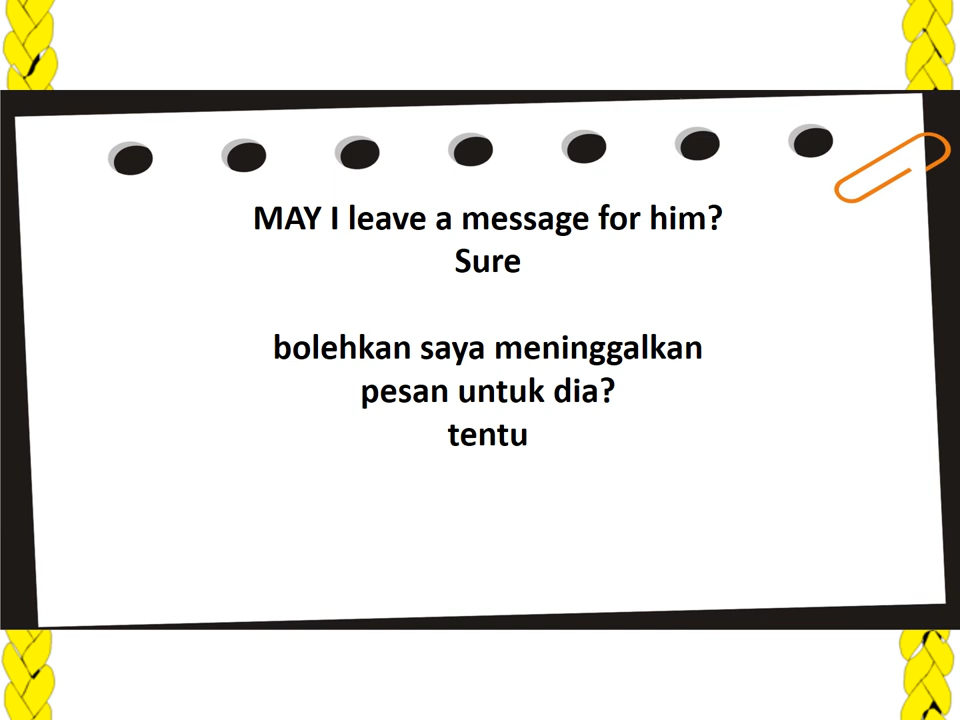 MAY I leave a message for him?
Sure
bolehkan saya meninggalkan
pesan untuk dia?
tentu